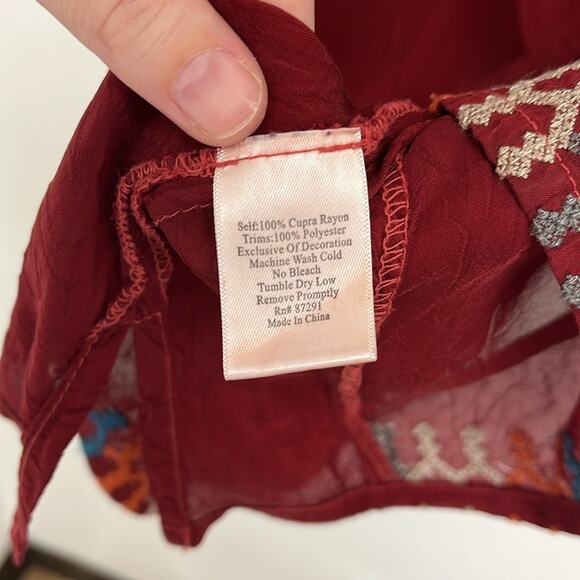 Self:100% Cupra Rayon
Trims:100% Polyester
Exclusive Of Decoration
Machine Wash Cold
No Bleach
Tumble Dry Low
Remove Promptly
Rn# 87291
Made In China